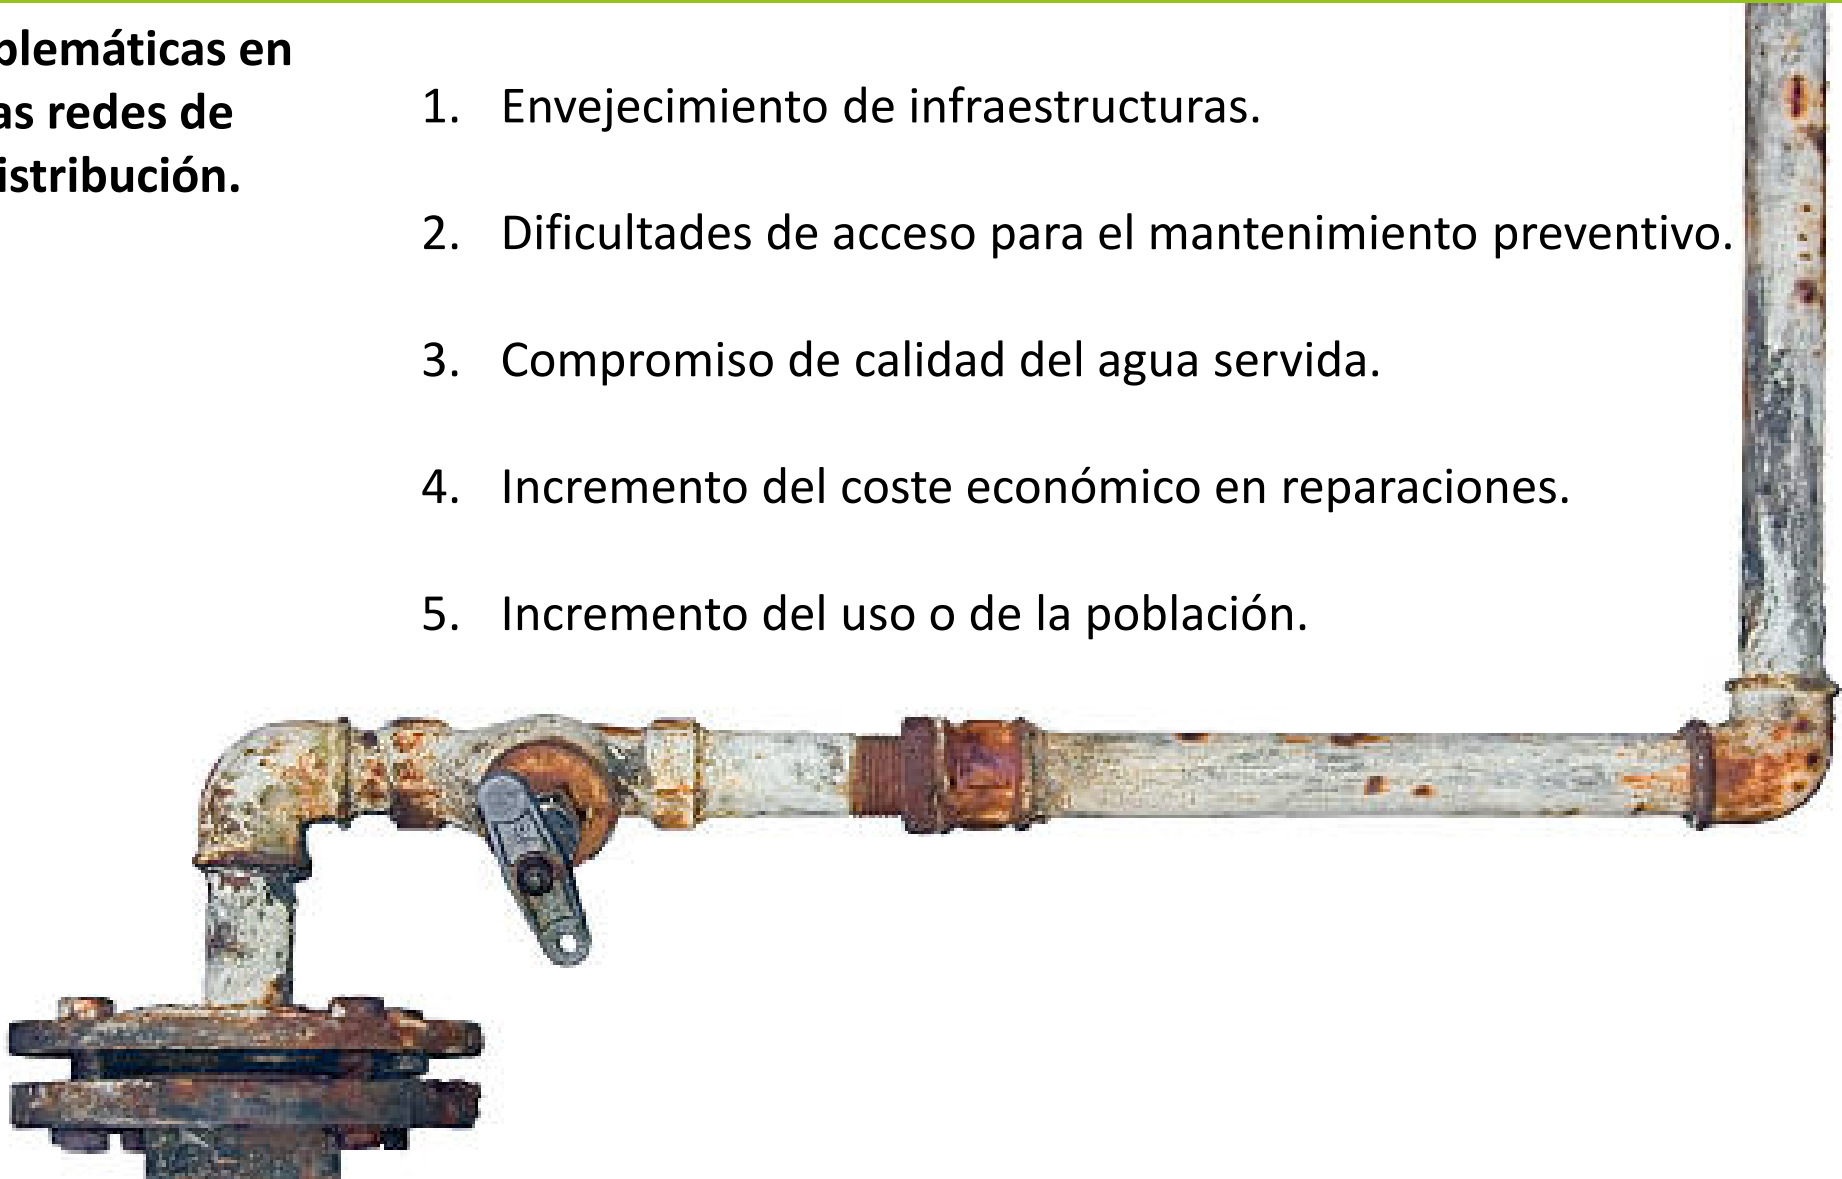 blemáticas en
as redes de
istribución.
1. Envejecimiento de infraestructuras.
2. Dificultades de acceso para el mantenimiento preventivo.
3. Compromiso de calidad del agua servida.
4. Incremento del coste económico en reparaciones.
5. Incremento del uso o de la población.